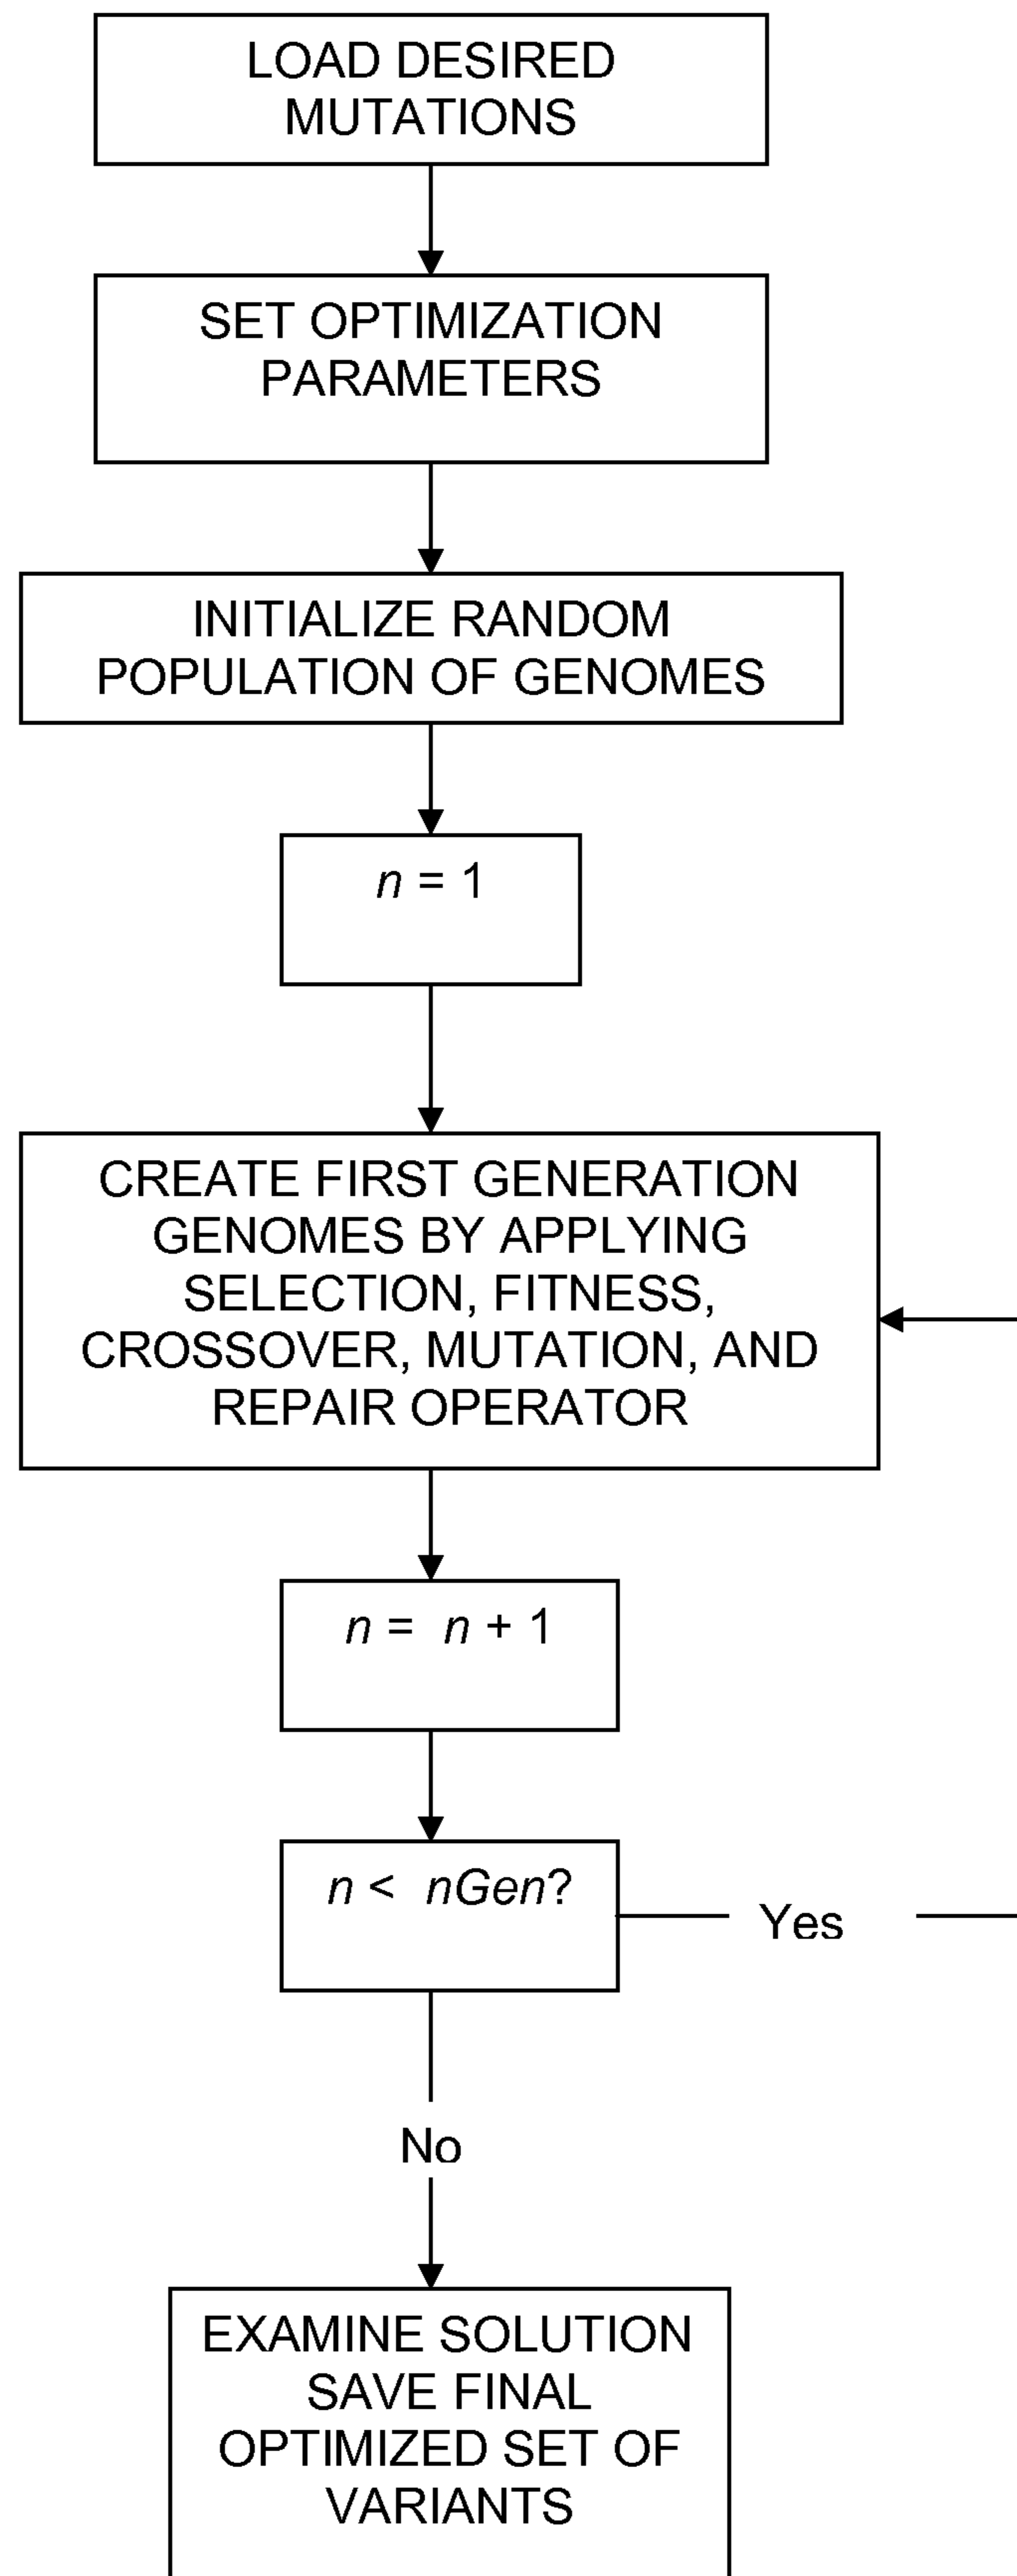 LOAD DESIRED
MUTATIONS
SET OPTIMIZATION
PARAMETERS
INITIALIZE RANDOM
POPULATION OF GENOMES
n = 1
CREATE FIRST GENERATION
GENOMES BY APPLYING
SELECTION, FITNESS,
CROSSOVER, MUTATION, AND
REPAIR OPERATOR
n = n + 1
n < nGen?
Yes
No
EXAMINE SOLUTION
SAVE FINAL
OPTIMIZED SET OF
VARIANTS